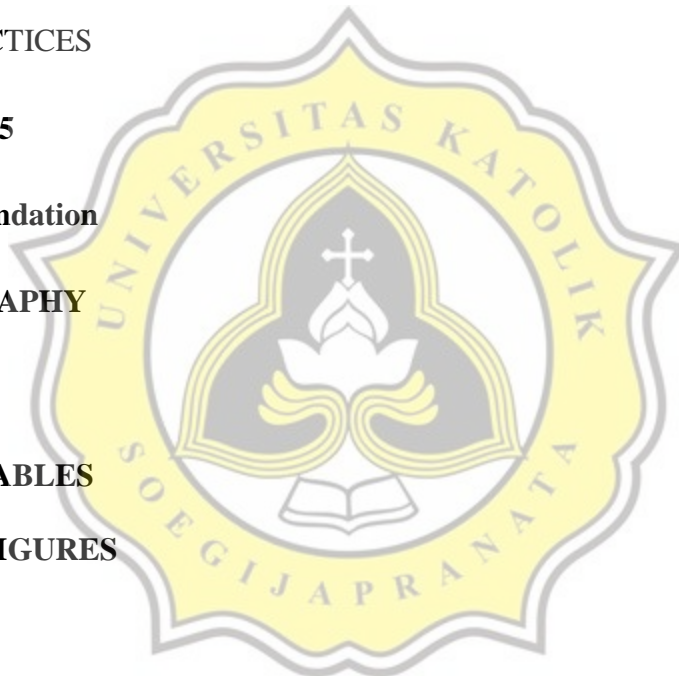 CTICES
5
ndation
APHY
ABLES
IGURES
UNIVERSITAS KATOLIK
SOEGIJAPRANATA